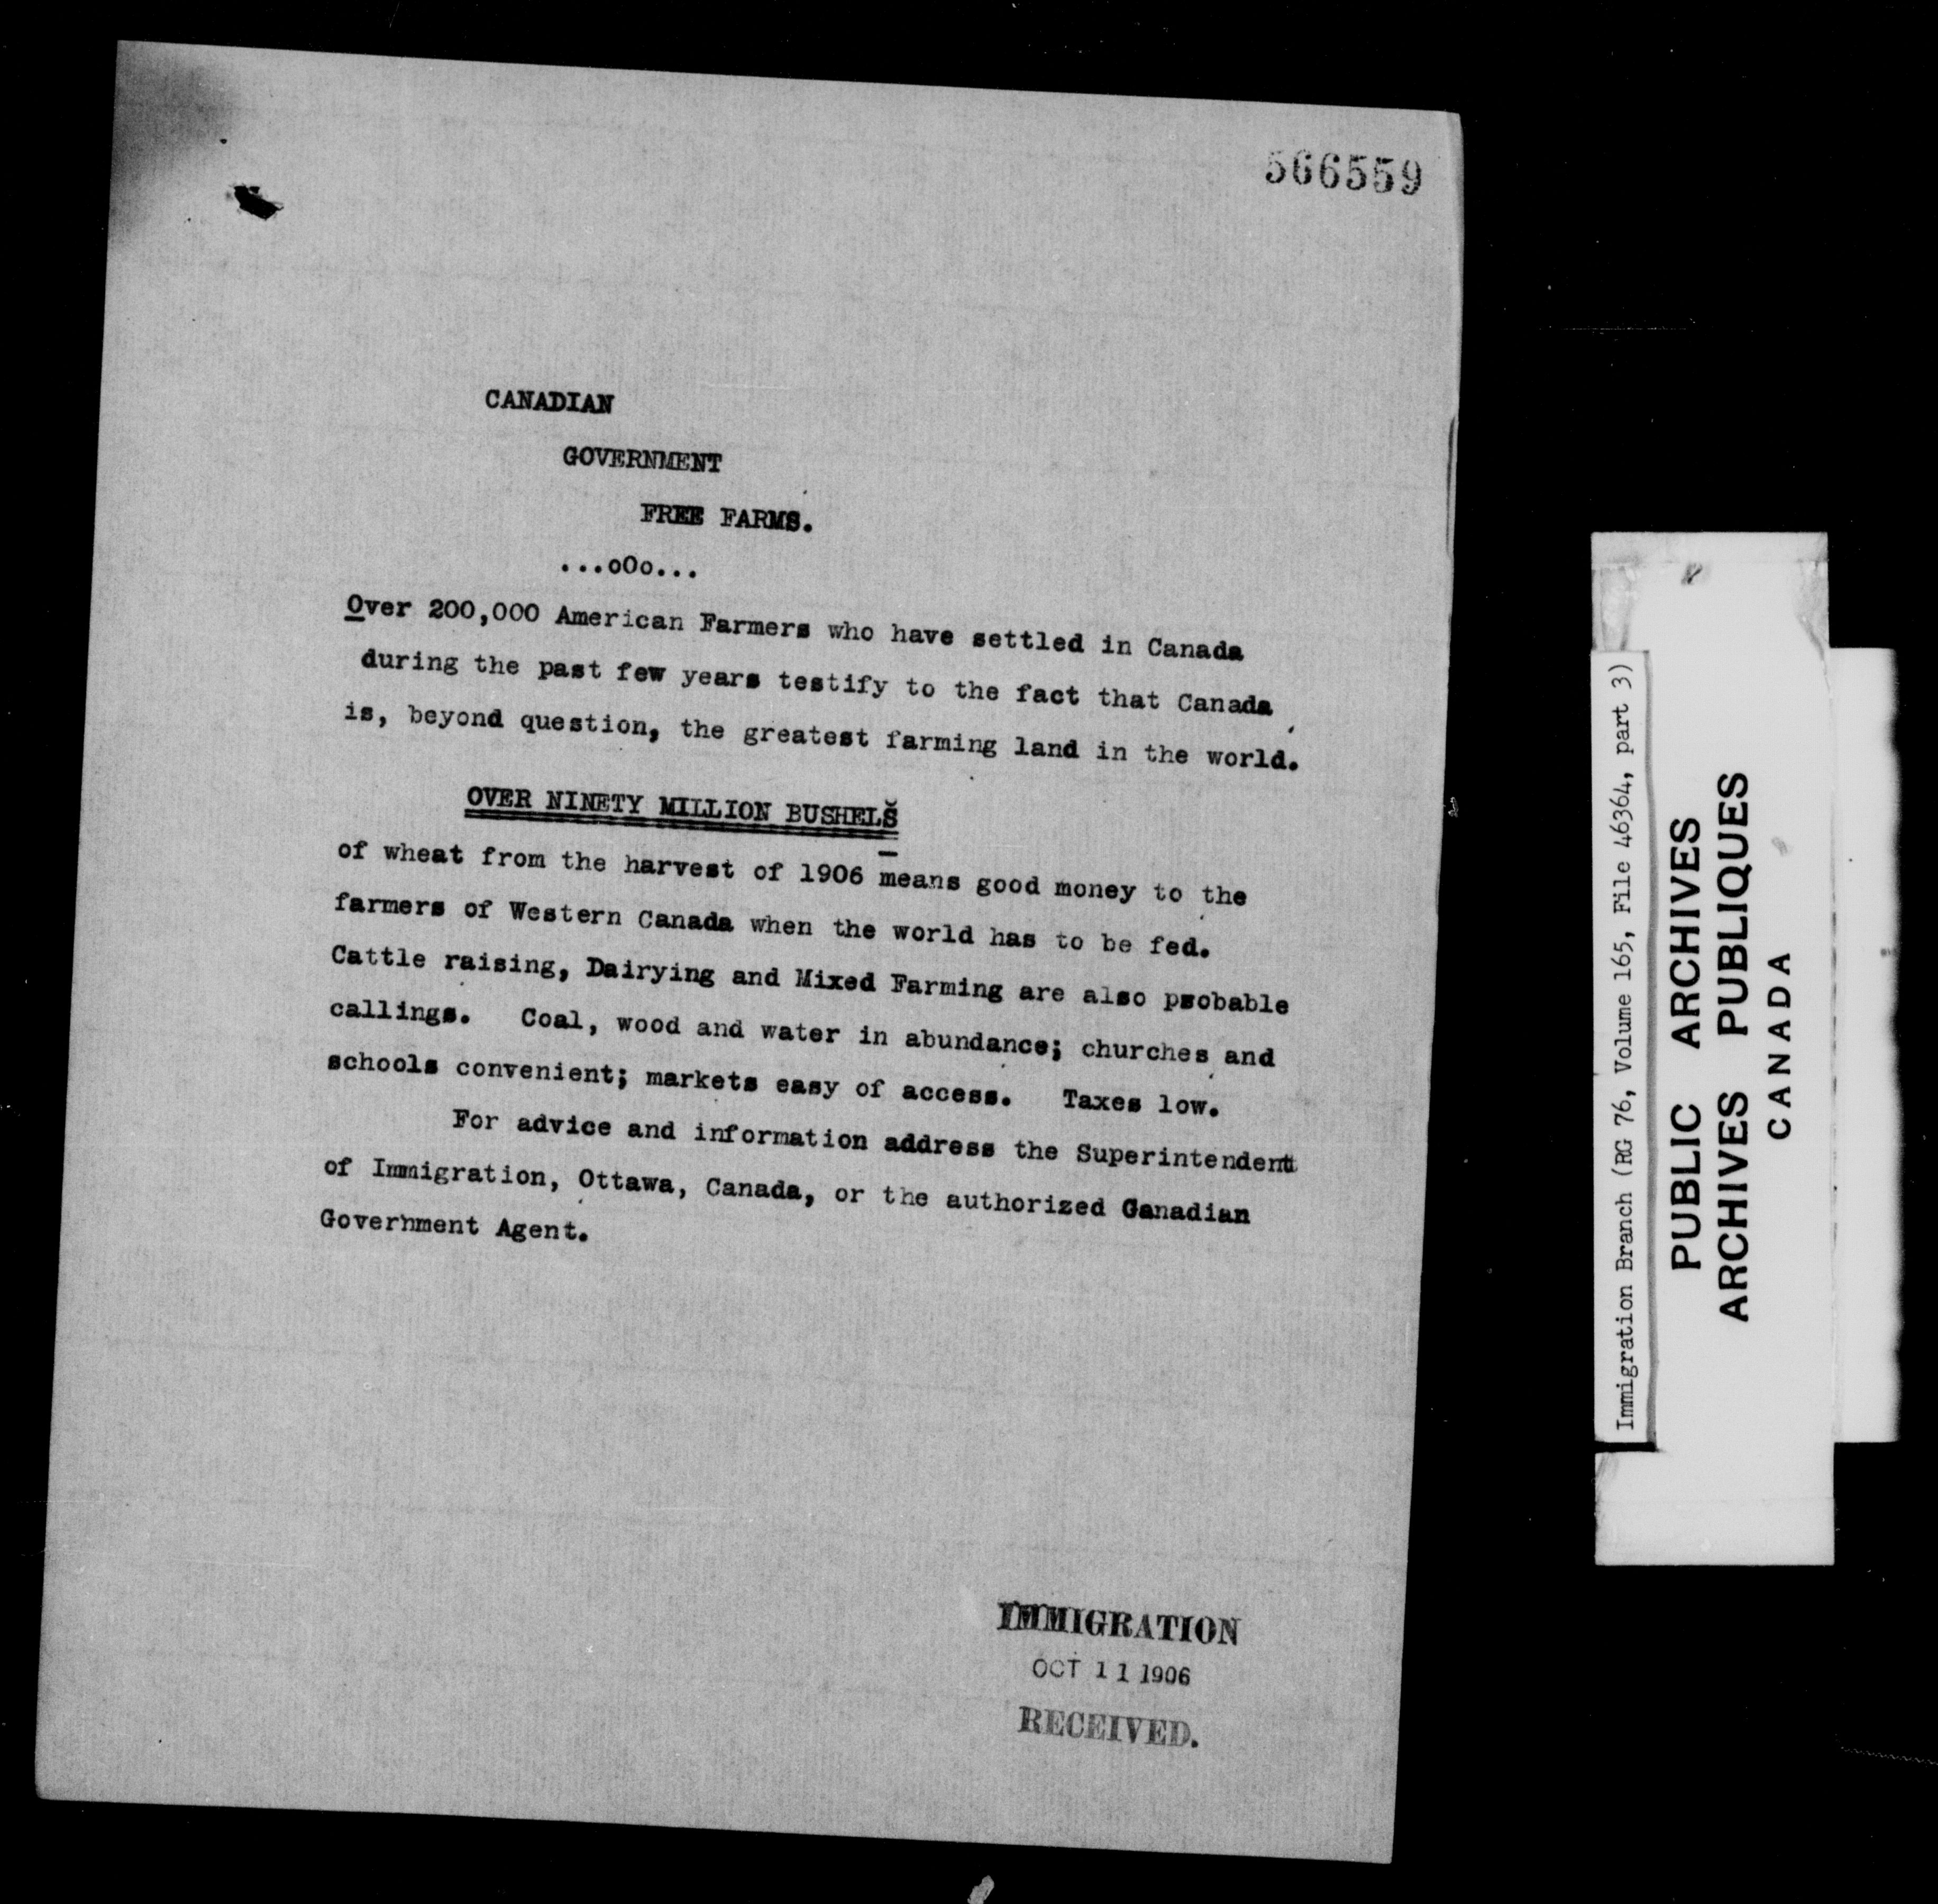 566559
CANADIAN
GOVERNMENT
FREE FARMS.
...oOo...
Over 200,000 American Farmers who have settled in Canada
during the past few years testify to the fact that Canada
is, beyond question, the greatest farming land in the world.
OVER NINETY MILLION BUSHELS
of wheat from the harvest of 1906 means good money to the
farmers of Western Canada when the world has to be fed.
Cattle raising, Dairying and Mixed Farming are also psobable
callings. Coal, wood and water in abundance; churches and
schools convenient; markets easy of access. Taxes low.
For advice and information address the Superintendent
of Immigration, Ottawa, Canada, or the authorized Ganadian
Government Agent.
IMMIGRATION
OCT 11 1906
RECEIVED.
Immigration Branch (RG 76, Volume 165, File 46364, part 3)
PUBLIC ARCHIVES
ARCHIVES PUBLIQUES
CANADA